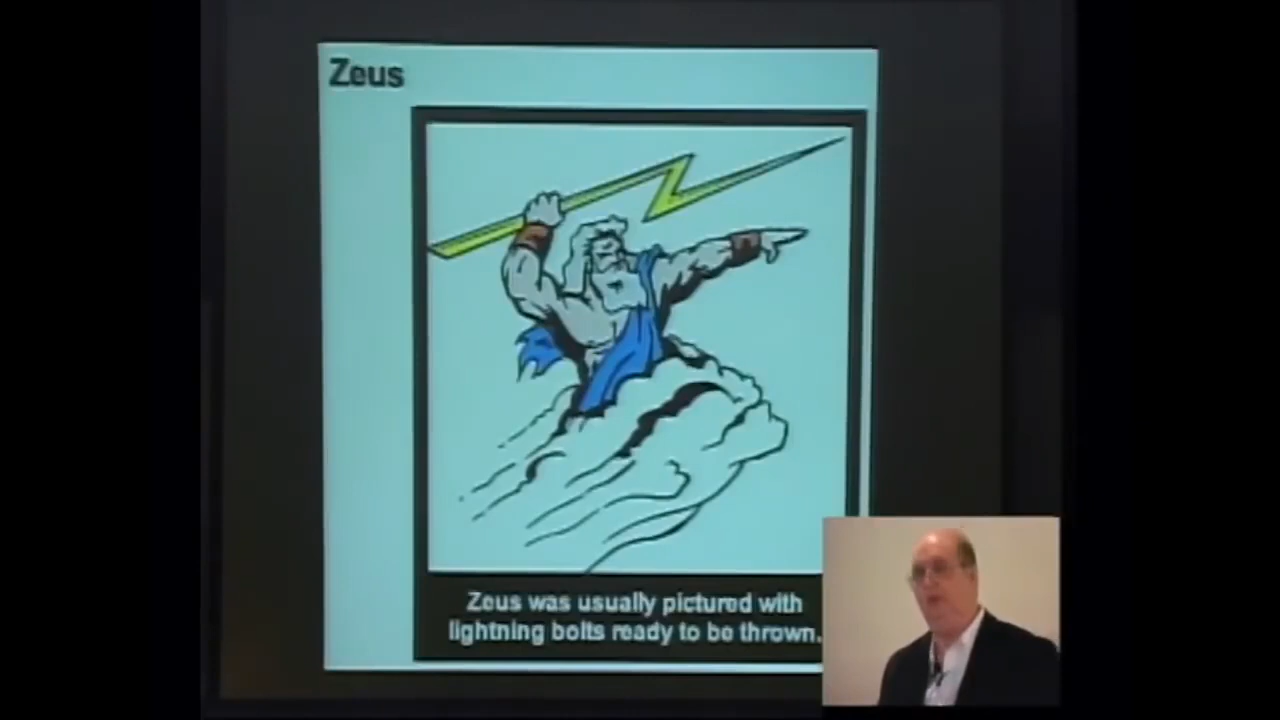 Zeus
Zeus was usually pictured with
lightning bolts ready to be thrown.